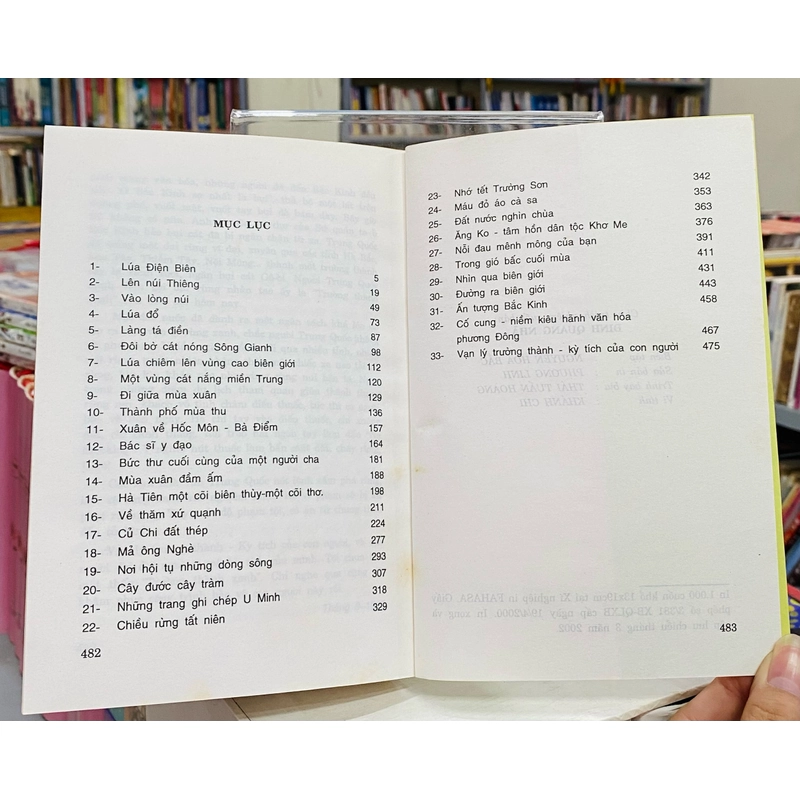 MỤC LỤC
1- Lúa Điện Biên 5
2- Lên núi Thiêng 19
3- Vào lòng núi 49
4- Lúa đổ 73
5- Làng tá điền 87
6- Đôi bờ cát nóng Sông Gianh 98
7- Lúa chiêm lên vùng cao biên giới 112
8- Một vùng cát nắng miền Trung 120
9- Đi giữa mùa xuân 129
10- Thành phố mùa thu 136
11- Xuân về Hốc Môn - Bà Điểm 157
12- Bác sĩ y đạo 164
13- Bức thư cuối cùng của một người cha 181
14- Mùa xuân đầm ấm 188
15- Hà Tiên một cõi biên thùy-một cõi thơ. 198
16- Về thăm xứ quạnh 211
17- Củ Chi đất thép 224
18- Mả ông Nghè 277
19- Nơi hội tụ những dòng sông 293
20- Cây đước cây tràm 307
21- Những trang ghi chép U Minh 318
22- Chiều rừng tất niên 329
482
23- Nhớ tết Trường Sơn 342
24- Máu đỏ áo cà sa 353
25- Đất nước nghìn chùa 363
26- Ăng Ko - tâm hồn dân tộc Khơ Me 376
27- Nỗi đau mênh mông của bạn 391
28- Trong gió bấc cuối mùa 411
29- Nhìn qua biên giới 431
30- Đường ra biên giới 443
31- Ấn tượng Bắc Kinh 458
32- Cố cung - niềm kiêu hãnh văn hóa
phương Đông 467
33- Vạn lý trường thành - kỳ tích của con người 475
483